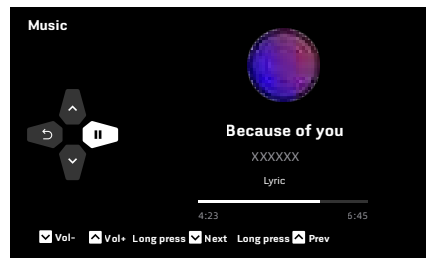 Music
Because of you
XXXXXX
Lyric
4:23 6:45
Vol- Vol+ Long press Next Long press Prev